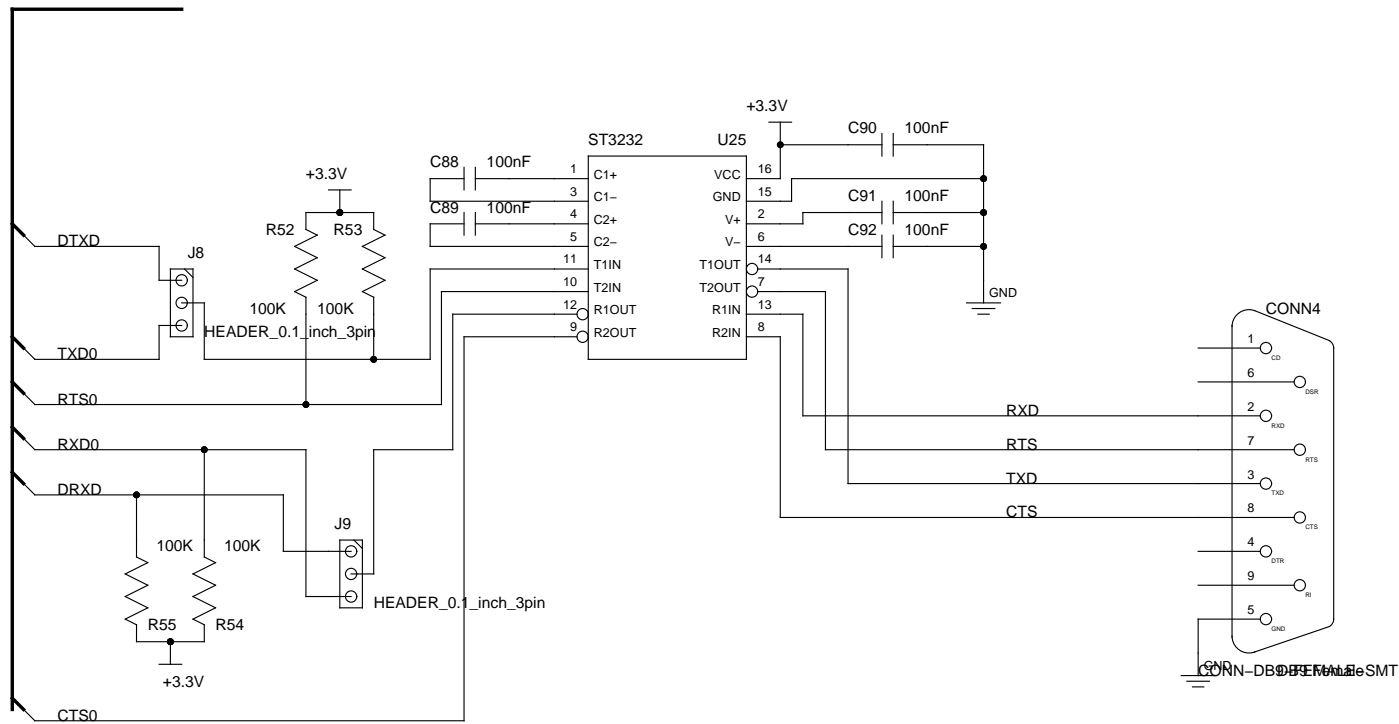 +3.3V
C90 100nF
ST3232 U25
C88 100nF
1 C1+ VCC 16
3 C1− GND 15
C89 100nF
4 C2+ V+ 2
5 C2− V− 6
11 T1IN T1OUT 14
10 T2IN T2OUT 7
12 R1OUT R1IN 13
9 R2OUT R2IN 8
C91 100nF
C92 100nF
GND
+3.3V
R52 R53
100K 100K
DTXD
J8
HEADER_0.1_inch_3pin
TXD0
RTS0
RXD0
DRXD
J9
HEADER_0.1_inch_3pin
100K 100K
R55 R54
+3.3V
CTS0
RXD
RTS
TXD
CTS
CONN4
1 CD
6 DSR
2 RXD
7 RTS
3 TXD
8 CTS
4 DTR
9 RI
5 GND
GND